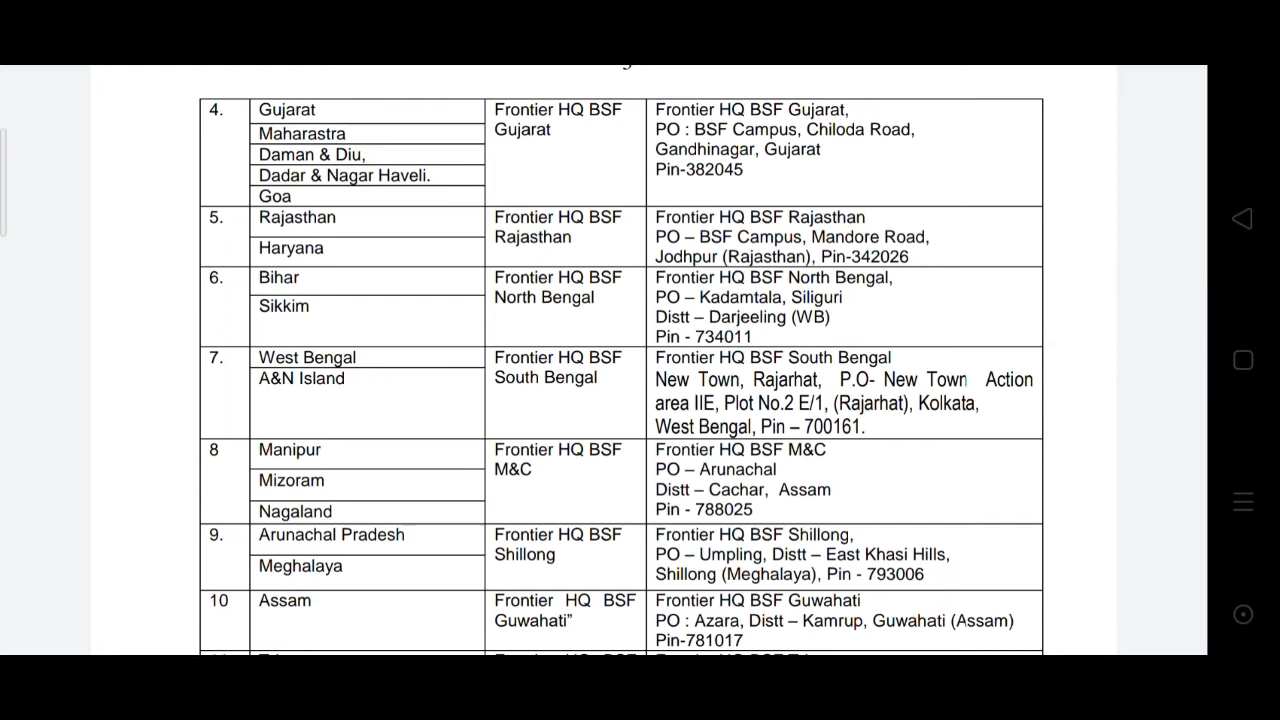 4.
Gujarat
Maharastra
Daman & Diu,
Dadar & Nagar Haveli.
Goa
Frontier HQ BSF
Gujarat
Frontier HQ BSF Gujarat,
PO : BSF Campus, Chiloda Road,
Gandhinagar, Gujarat
Pin-382045
5.
Rajasthan
Haryana
Frontier HQ BSF
Rajasthan
Frontier HQ BSF Rajasthan
PO – BSF Campus, Mandore Road,
Jodhpur (Rajasthan), Pin-342026
6.
Bihar
Sikkim
Frontier HQ BSF
North Bengal
Frontier HQ BSF North Bengal,
PO – Kadamtala, Siliguri
Distt – Darjeeling (WB)
Pin - 734011
7.
West Bengal
A&N Island
Frontier HQ BSF
South Bengal
Frontier HQ BSF South Bengal
New Town, Rajarhat, P.O- New Town Action
area IIE, Plot No.2 E/1, (Rajarhat), Kolkata,
West Bengal, Pin – 700161.
8
Manipur
Mizoram
Nagaland
Frontier HQ BSF
M&C
Frontier HQ BSF M&C
PO – Arunachal
Distt – Cachar, Assam
Pin - 788025
9.
Arunachal Pradesh
Meghalaya
Frontier HQ BSF
Shillong
Frontier HQ BSF Shillong,
PO – Umpling, Distt – East Khasi Hills,
Shillong (Meghalaya), Pin - 793006
10
Assam
Frontier HQ BSF
Guwahati”
Frontier HQ BSF Guwahati
PO : Azara, Distt – Kamrup, Guwahati (Assam)
Pin-781017